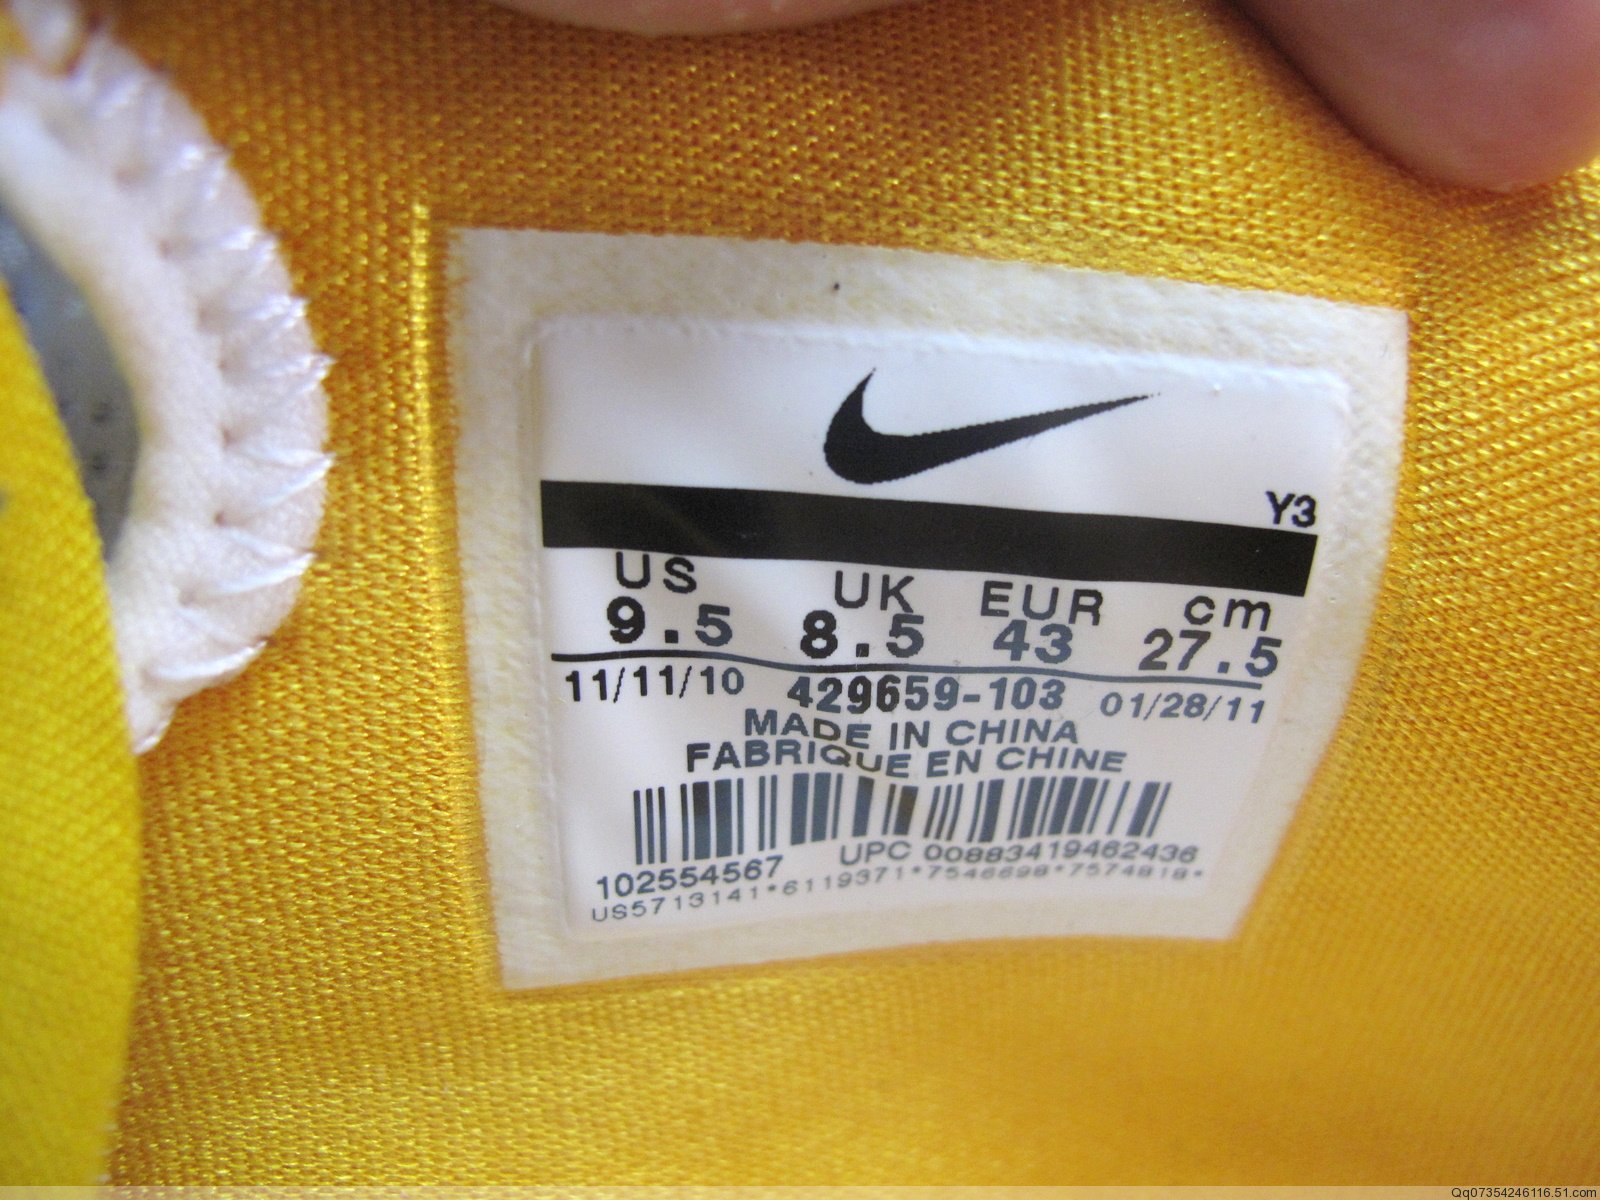 Y3
US UK EUR cm
9.5 8.5 43 27.5
11/11/10 429659-103 01/28/11
MADE IN CHINA
FABRIQUE EN CHINE
102554567 UPC 00883419462436
US5713141*6119371*7546698*7574818*
Qq07354246116.51.com